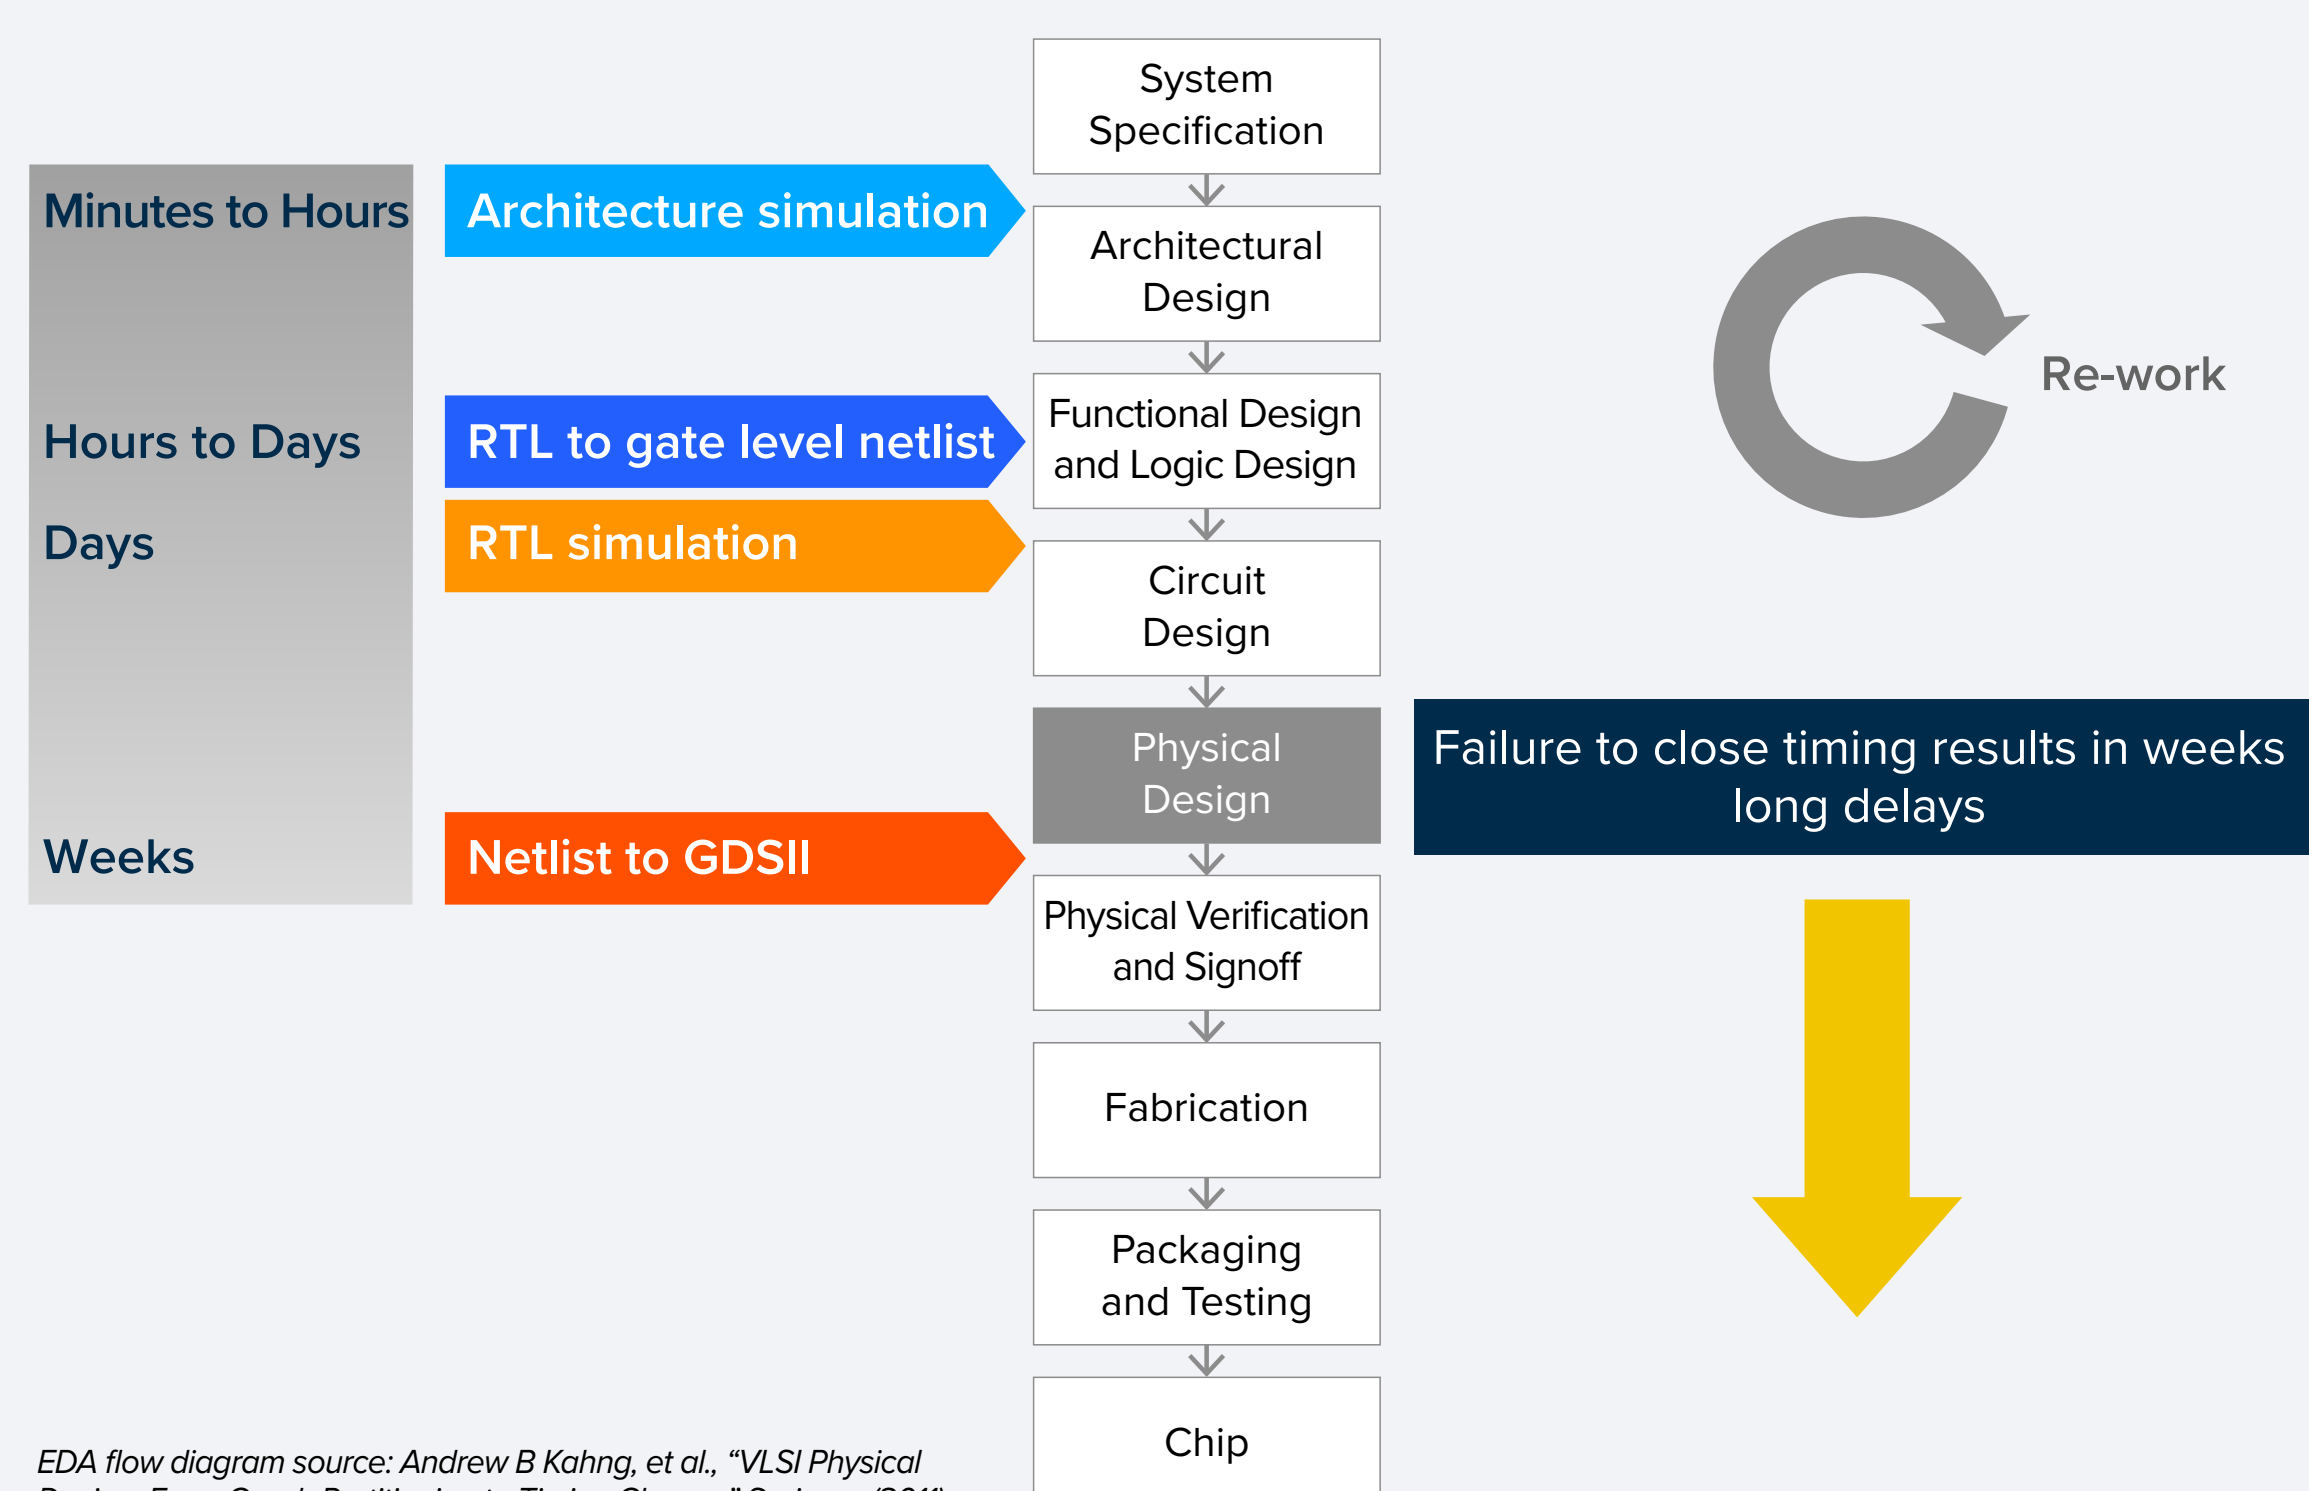 System
Specification
Minutes to Hours
Architecture simulation
Architectural
Design
Re-work
Hours to Days
RTL to gate level netlist
Functional Design
and Logic Design
Days
RTL simulation
Circuit
Design
Physical
Design
Failure to close timing results in weeks
long delays
Weeks
Netlist to GDSII
Physical Verification
and Signoff
Fabrication
Packaging
and Testing
Chip
EDA flow diagram source: Andrew B Kahng, et al., “VLSI Physical